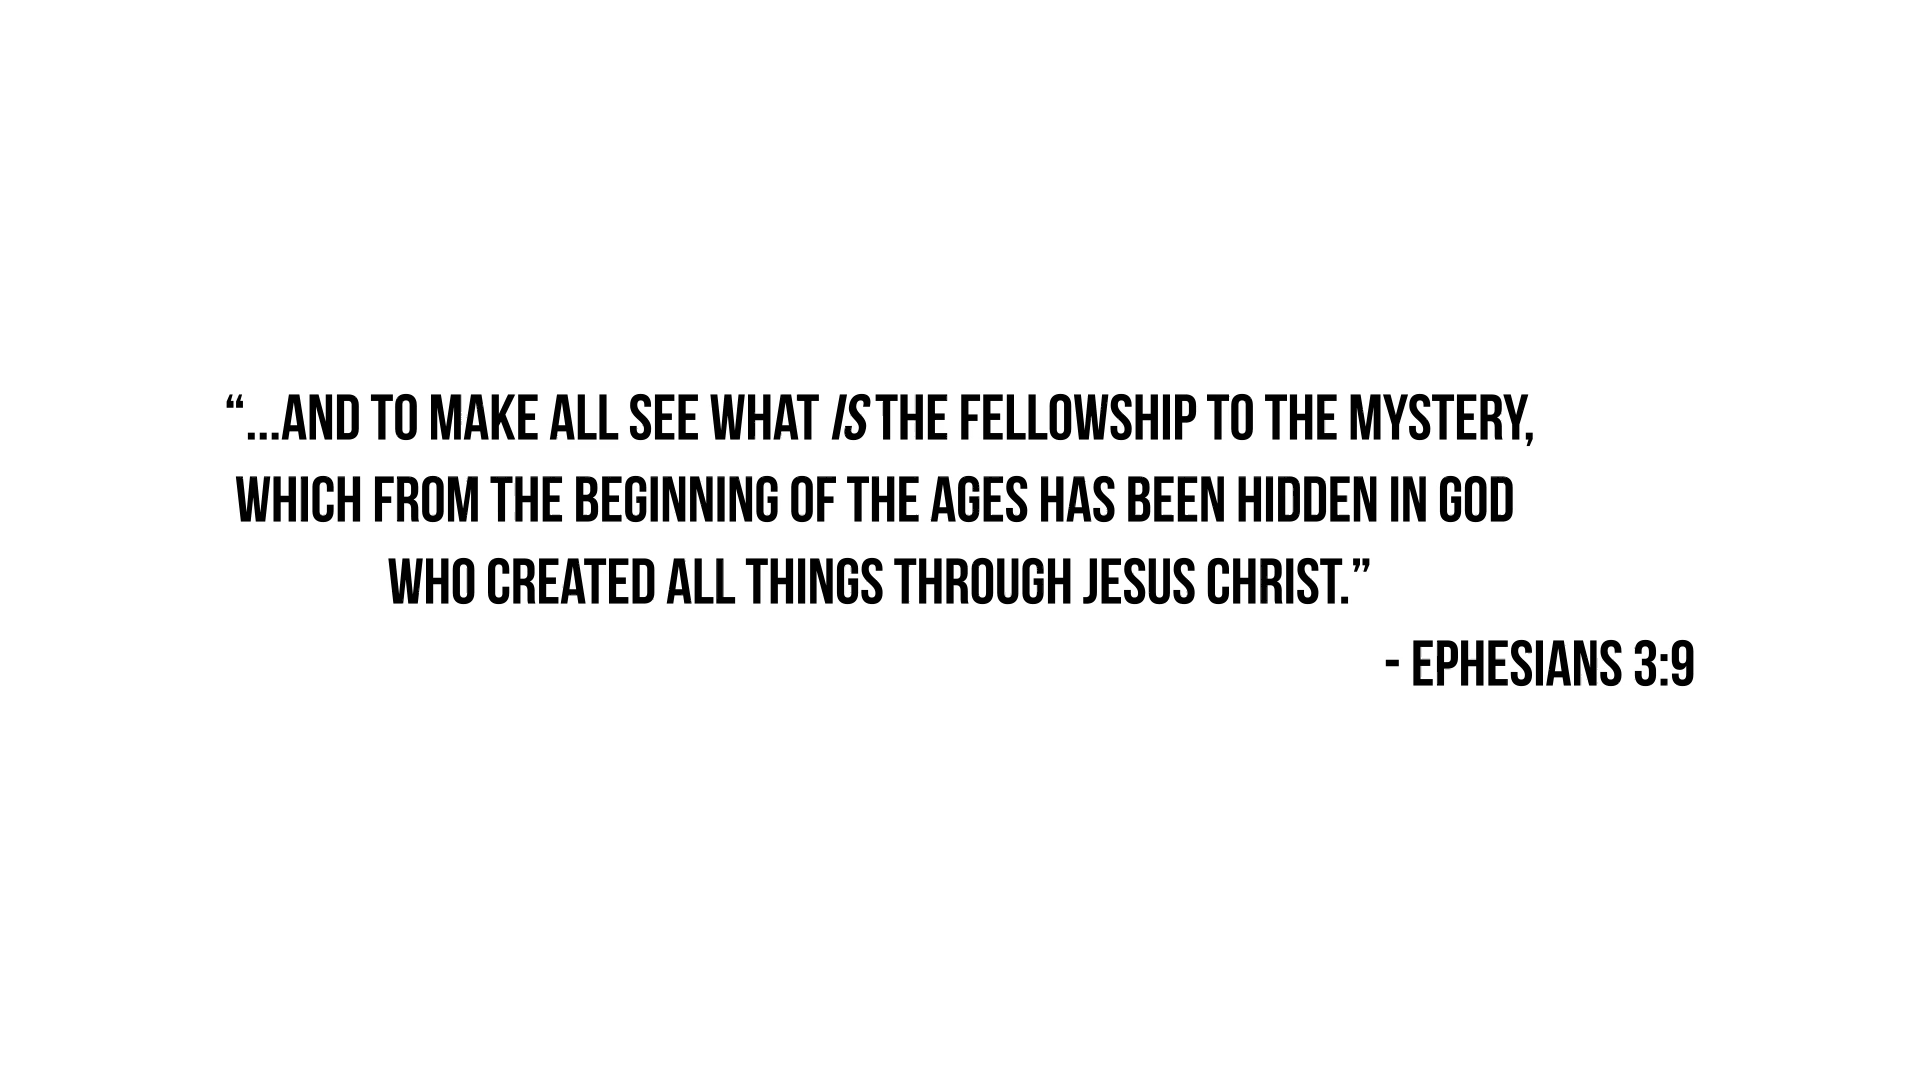 “...AND TO MAKE ALL SEE WHAT IS THE FELLOWSHIP TO THE MYSTERY,
WHICH FROM THE BEGINNING OF THE AGES HAS BEEN HIDDEN IN GOD
WHO CREATED ALL THINGS THROUGH JESUS CHRIST.”
- EPHESIANS 3:9